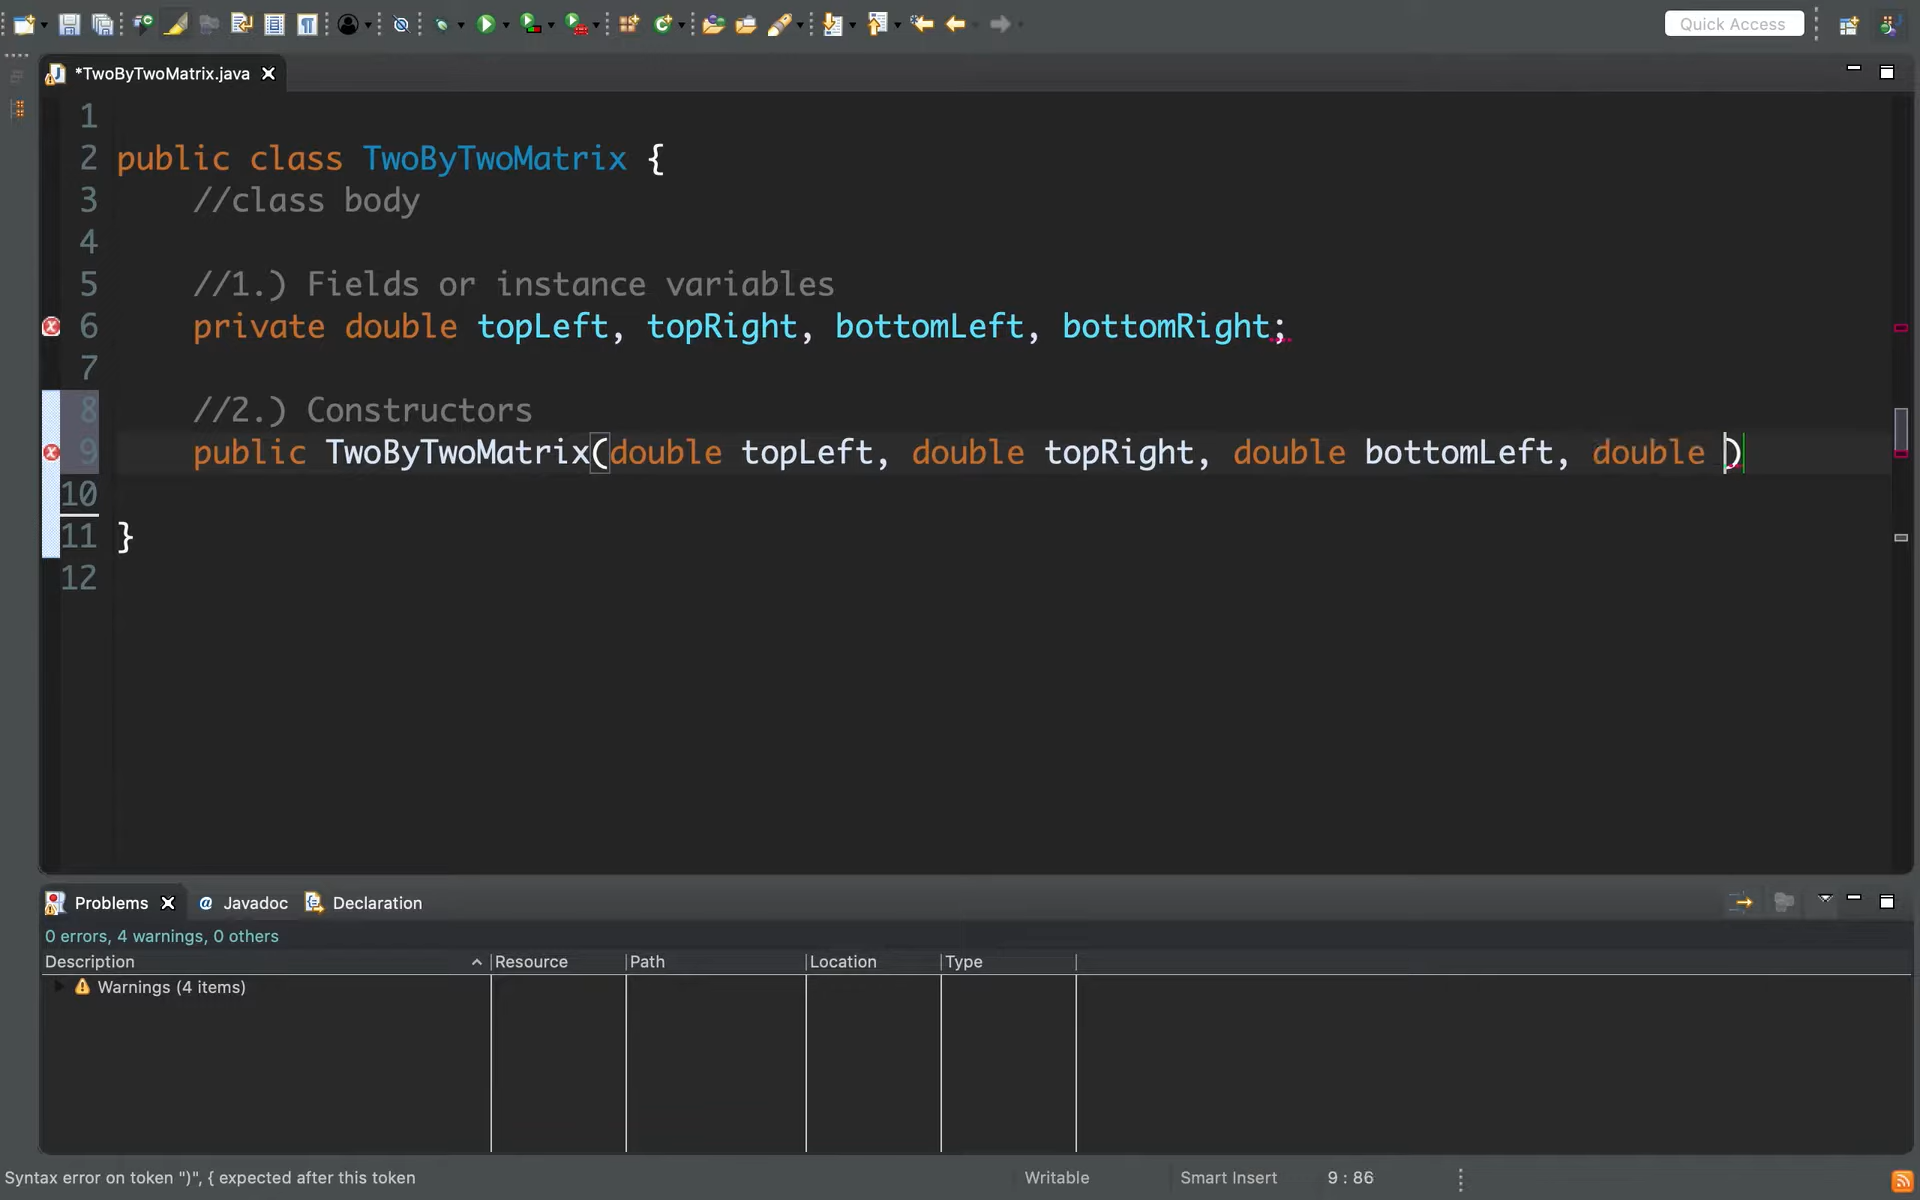 Quick Access
*TwoByTwoMatrix.java
1
2 public class TwoByTwoMatrix {
3 //class body
4
5 //1.) Fields or instance variables
6 private double topLeft, topRight, bottomLeft, bottomRight;
7
8 //2.) Constructors
9 public TwoByTwoMatrix(double topLeft, double topRight, double bottomLeft, double )
10
11 }
12
Problems @ Javadoc Declaration
0 errors, 4 warnings, 0 others
Description Resource Path Location Type
Warnings (4 items)
Syntax error on token ")", { expected after this token Writable Smart Insert 9 : 86